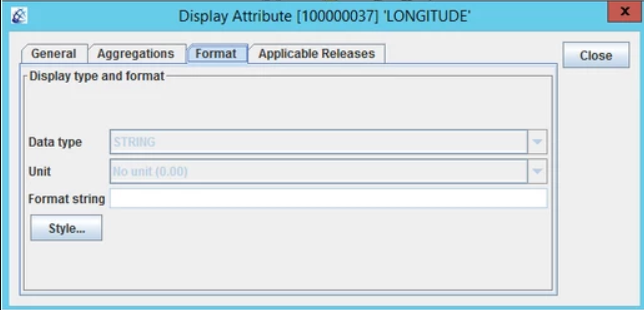 Display Attribute [100000037] 'LONGITUDE'
x
General Aggregations Format Applicable Releases
Close
Display type and format
Data type STRING
Unit No unit (0.00)
Format string
Style...